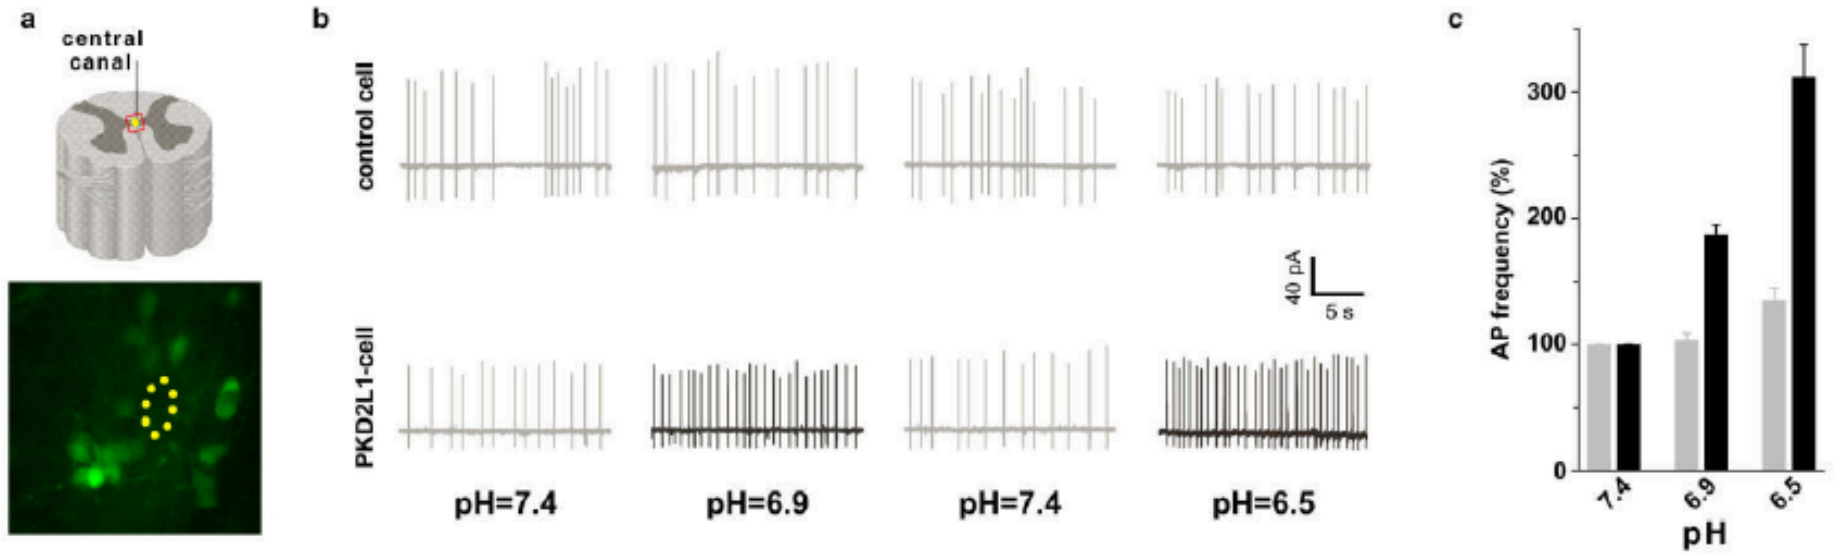 a
central
canal
b
control cell
PKD2L1-cell
40 pA
5 s
pH=7.4
pH=6.9
pH=7.4
pH=6.5
c
AP frequency (%)
300
200
100
0
7.4
6.9
6.5
pH